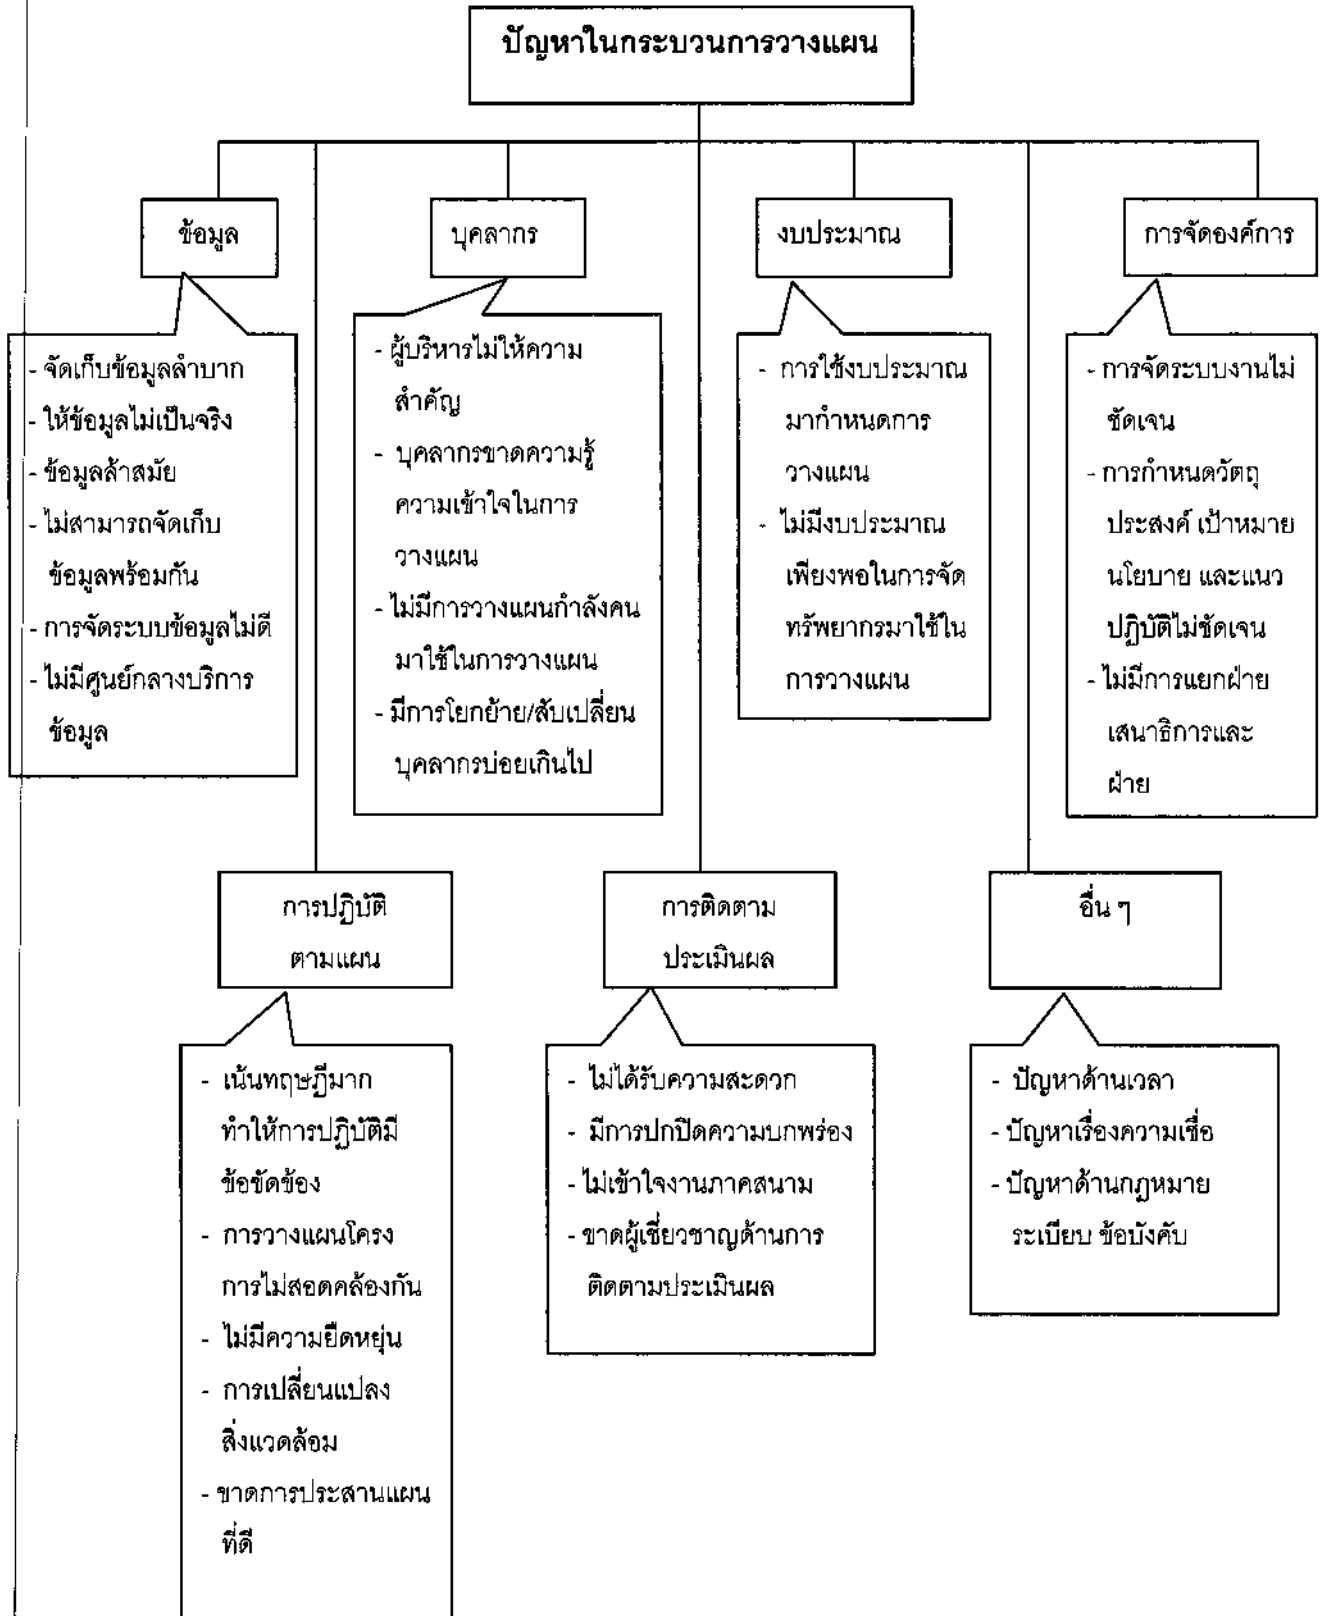 ปัญหาในกระบวนการวางแผน
ข้อมูล
- จัดเก็บข้อมูลลำบาก
- ให้ข้อมูลไม่เป็นจริง
- ข้อมูลล้าสมัย
- ไม่สามารถจัดเก็บ
ข้อมูลพร้อมกัน
- การจัดระบบข้อมูลไม่ดี
- ไม่มีศูนย์กลางบริการ
ข้อมูล
บุคลากร
- ผู้บริหารไม่ให้ความ
สำคัญ
- บุคลากรขาดความรู้
ความเข้าใจในการ
วางแผน
- ไม่มีการวางแผนกำลังคน
มาใช้ในการวางแผน
- มีการโยกย้าย/สับเปลี่ยน
บุคลากรบ่อยเกินไป
งบประมาณ
- การใช้งบประมาณ
มากำหนดการ
วางแผน
- ไม่มีงบประมาณ
เพียงพอในการจัด
ทรัพยากรมาใช้ใน
การวางแผน
การจัดองค์การ
- การจัดระบบงานไม่
ชัดเจน
- การกำหนดวัตถุ
ประสงค์ เป้าหมาย
นโยบาย และแนว
ปฏิบัติไม่ชัดเจน
- ไม่มีการแยกฝ่าย
เสนาธิการและ
ฝ่าย
การปฏิบัติ
ตามแผน
- เน้นทฤษฎีมาก
ทำให้การปฏิบัติมี
ข้อขัดข้อง
- การวางแผนโครง
การไม่สอดคล้องกัน
- ไม่มีความยืดหยุ่น
- การเปลี่ยนแปลง
สิ่งแวดล้อม
- ขาดการประสานแผน
ที่ดี
การติดตาม
ประเมินผล
- ไม่ได้รับความสะดวก
- มีการปกปิดความบกพร่อง
- ไม่เข้าใจงานภาคสนาม
- ขาดผู้เชี่ยวชาญด้านการ
ติดตามประเมินผล
อื่น ๆ
- ปัญหาด้านเวลา
- ปัญหาเรื่องความเชื่อ
- ปัญหาด้านกฎหมาย
ระเบียบ ข้อบังคับ